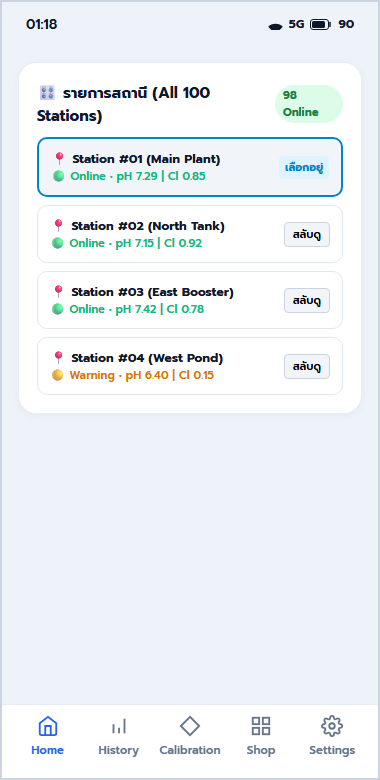 01:18
5G 90
รายการสถานี (All 100
Stations)
98
Online
Station #01 (Main Plant)
Online · pH 7.29 | Cl 0.85
เลือกอยู่
Station #02 (North Tank)
Online · pH 7.15 | Cl 0.92
สลับดู
Station #03 (East Booster)
Online · pH 7.42 | Cl 0.78
สลับดู
Station #04 (West Pond)
Warning · pH 6.40 | Cl 0.15
สลับดู
Home History Calibration Shop Settings